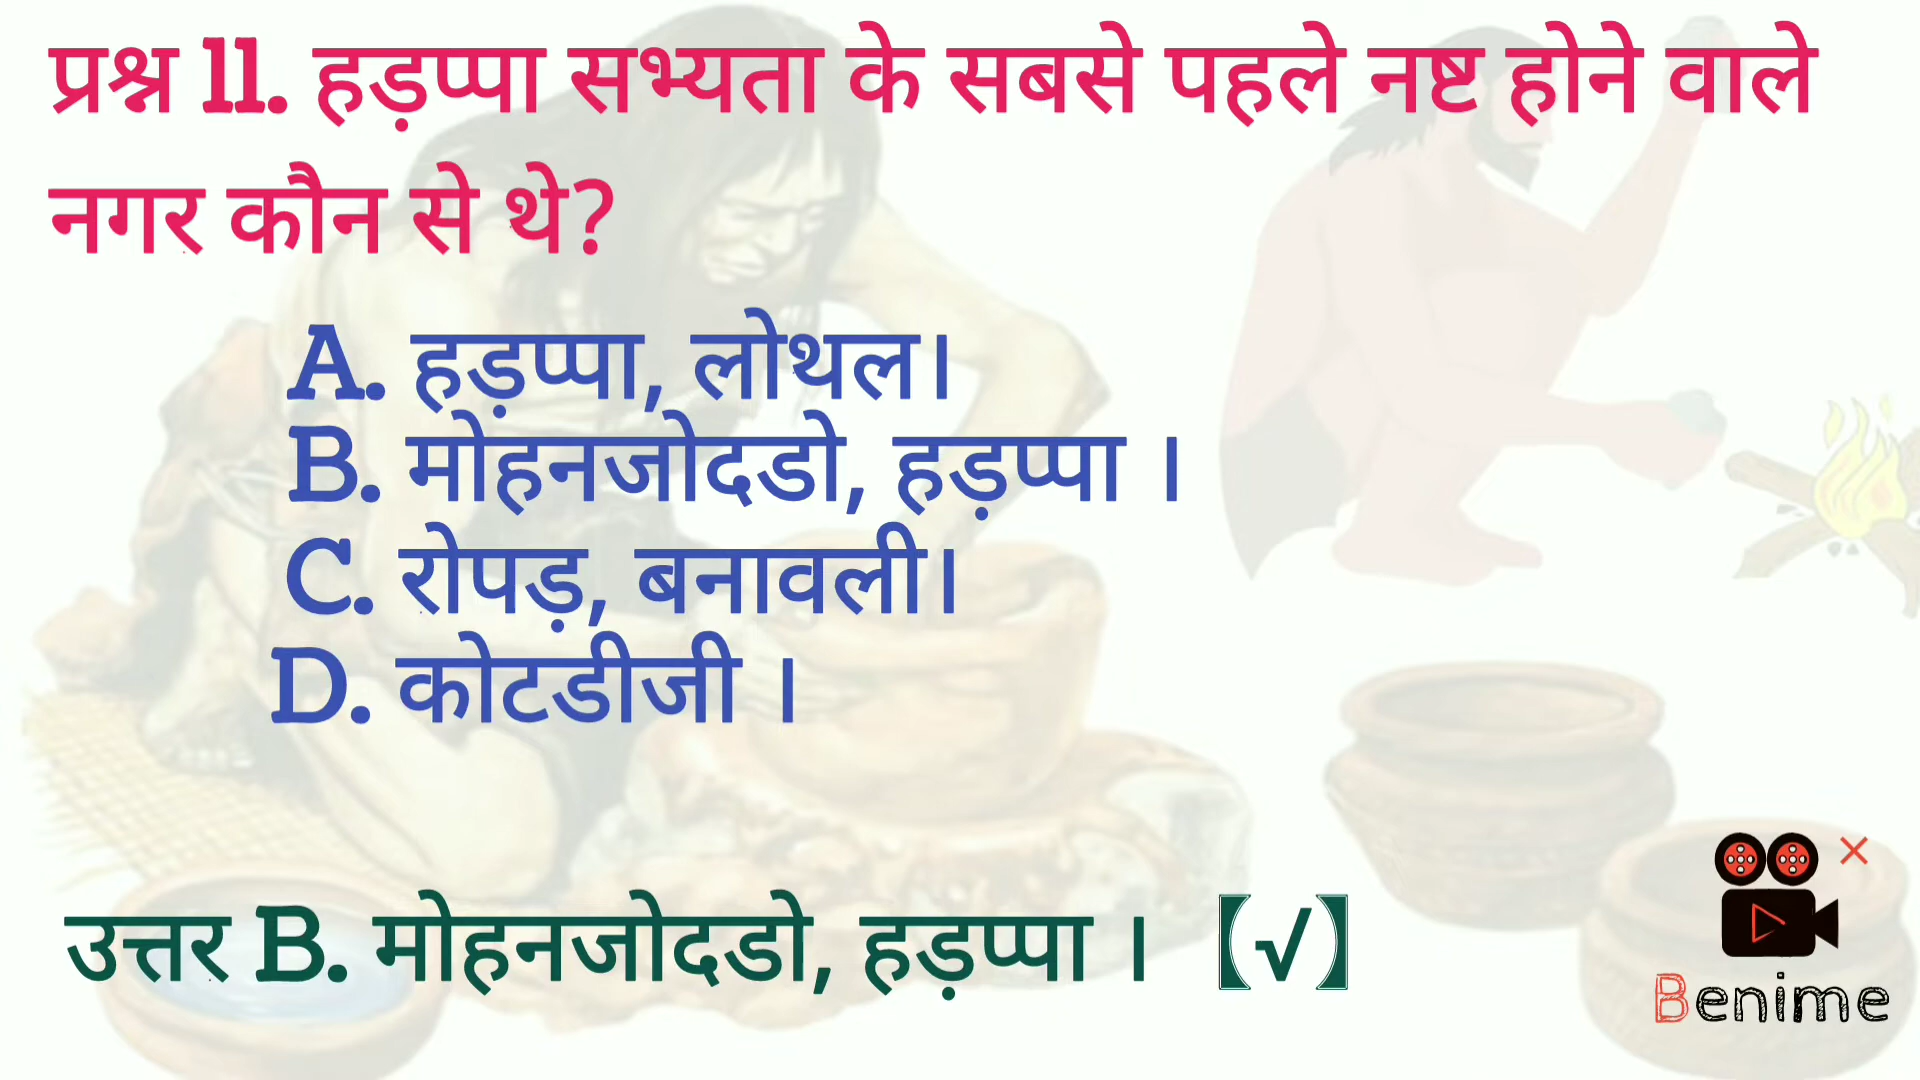 प्रश्न 11. हड़प्पा सभ्यता के सबसे पहले नष्ट होने वाले
नगर कौन से थे?
A. हड़प्पा, लोथल।
B. मोहनजोदडो, हड़प्पा ।
C. रोपड़, बनावली।
D. कोटडीजी ।
उत्तर B. मोहनजोदडो, हड़प्पा । 【√】
Benime